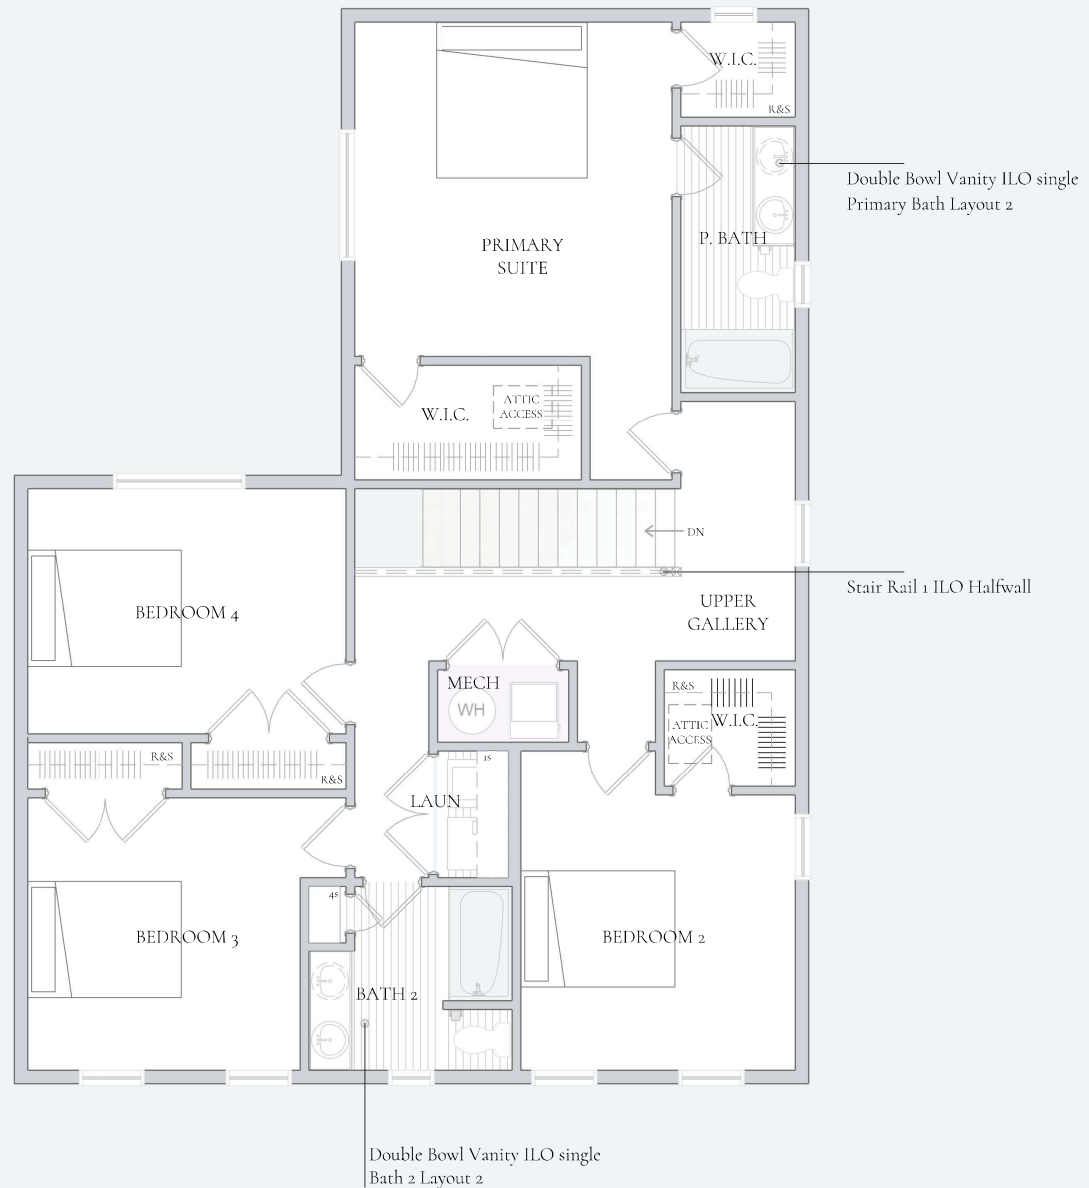 W.I.C.
R&S
Double Bowl Vanity ILO single
Primary Bath Layout 2
P. BATH
PRIMARY
SUITE
ATTIC
ACCESS
W.I.C.
DN
Stair Rail 1 ILO Halfwall
UPPER
GALLERY
BEDROOM 4
MECH
WH
R&S
W.I.C.
ATTIC
ACCESS
R&S
R&S
1S
LAUN
4S
BEDROOM 3
BEDROOM 2
BATH 2
Double Bowl Vanity ILO single
Bath 2 Layout 2